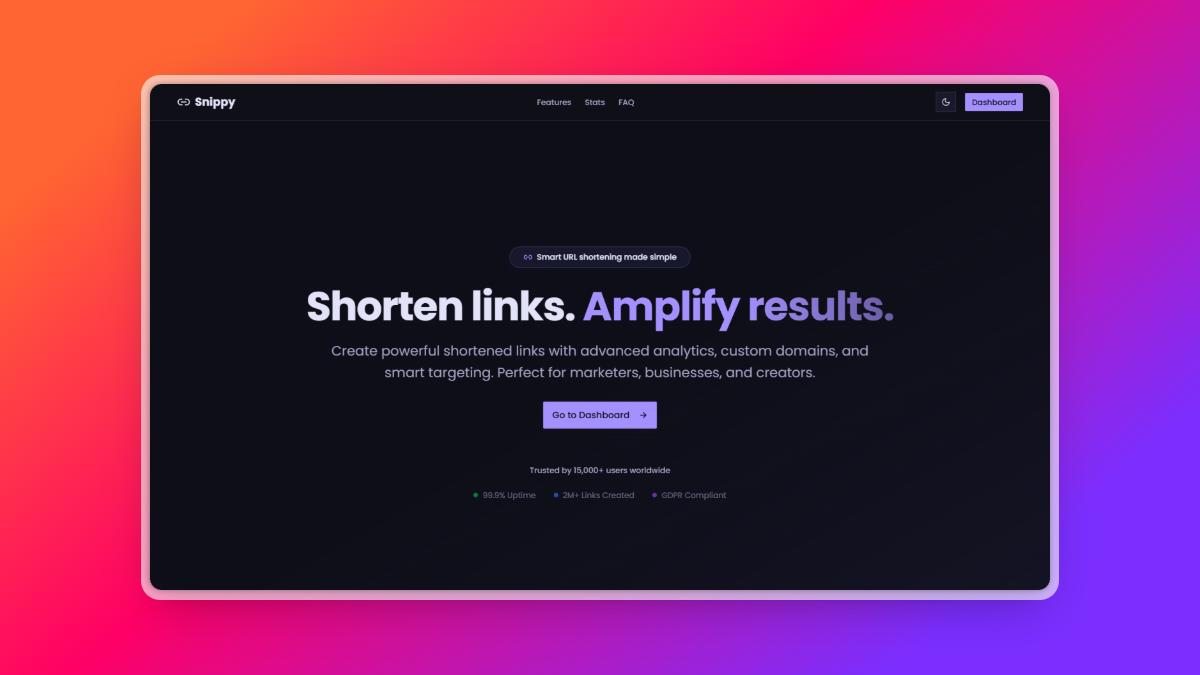 Snippy
Features Stats FAQ
Dashboard
Smart URL shortening made simple
Shorten links. Amplify results.
Create powerful shortened links with advanced analytics, custom domains, and
smart targeting. Perfect for marketers, businesses, and creators.
Go to Dashboard →
Trusted by 15,000+ users worldwide
99.9% Uptime 2M+ Links Created GDPR Compliant